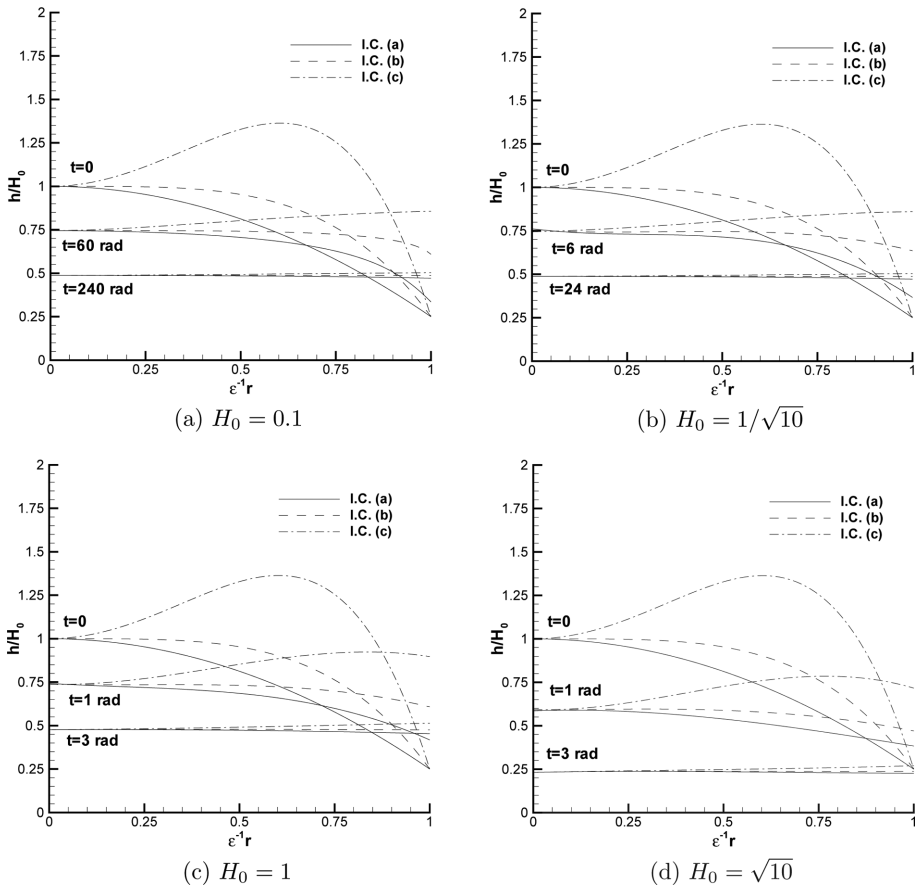 2
1.75
1.5
1.25
1
0.75
0.5
0.25
0
h/H₀
I.C. (a)
I.C. (b)
I.C. (c)
t=0
t=60 rad
t=240 rad
0 0.25 0.5 0.75 1
ε⁻¹r
(a) H₀ = 0.1
2
1.75
1.5
1.25
1
0.75
0.5
0.25
0
h/H₀
I.C. (a)
I.C. (b)
I.C. (c)
t=0
t=6 rad
t=24 rad
0 0.25 0.5 0.75 1
ε⁻¹r
(b) H₀ = 1/√10
2
1.75
1.5
1.25
1
0.75
0.5
0.25
0
h/H₀
I.C. (a)
I.C. (b)
I.C. (c)
t=0
t=1 rad
t=3 rad
0 0.25 0.5 0.75 1
ε⁻¹r
(c) H₀ = 1
2
1.75
1.5
1.25
1
0.75
0.5
0.25
0
h/H₀
I.C. (a)
I.C. (b)
I.C. (c)
t=0
t=1 rad
t=3 rad
0 0.25 0.5 0.75 1
ε⁻¹r
(d) H₀ = √10